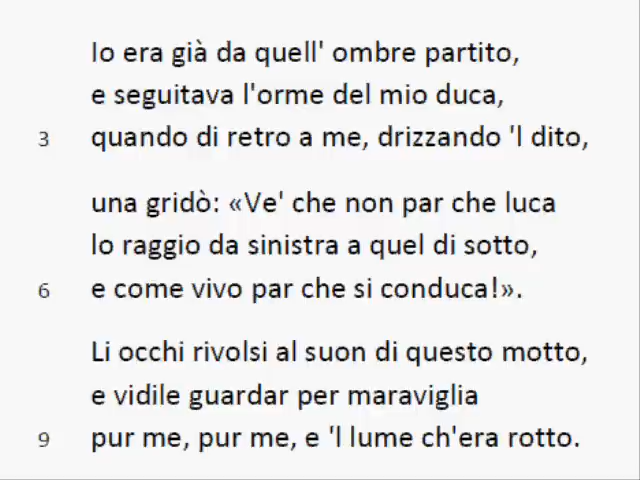 Io era già da quell' ombre partito,
e seguitava l'orme del mio duca,
3 quando di retro a me, drizzando 'l dito,
una gridò: «Ve' che non par che luca
lo raggio da sinistra a quel di sotto,
6 e come vivo par che si conduca!».
Li occhi rivolsi al suon di questo motto,
e vidile guardar per maraviglia
9 pur me, pur me, e 'l lume ch'era rotto.